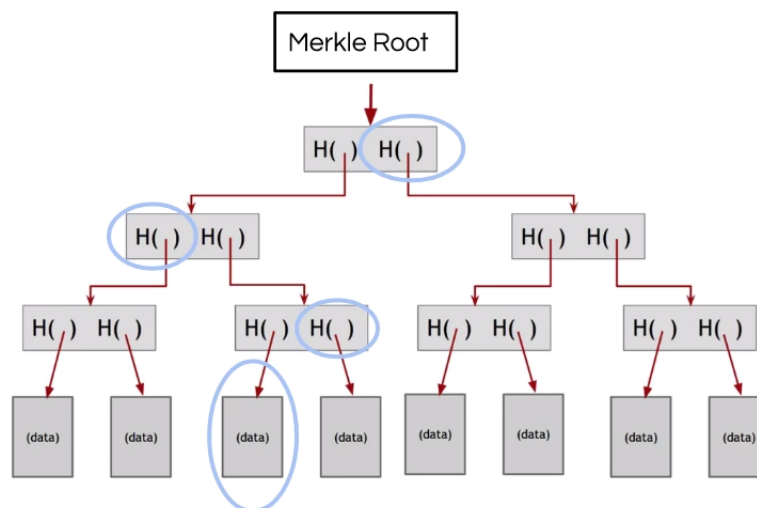 Merkle Root
H( ) H( )
H( ) H( ) H( ) H( )
H( ) H( ) H( ) H( ) H( ) H( ) H( ) H( )
(data) (data) (data) (data) (data) (data) (data) (data)